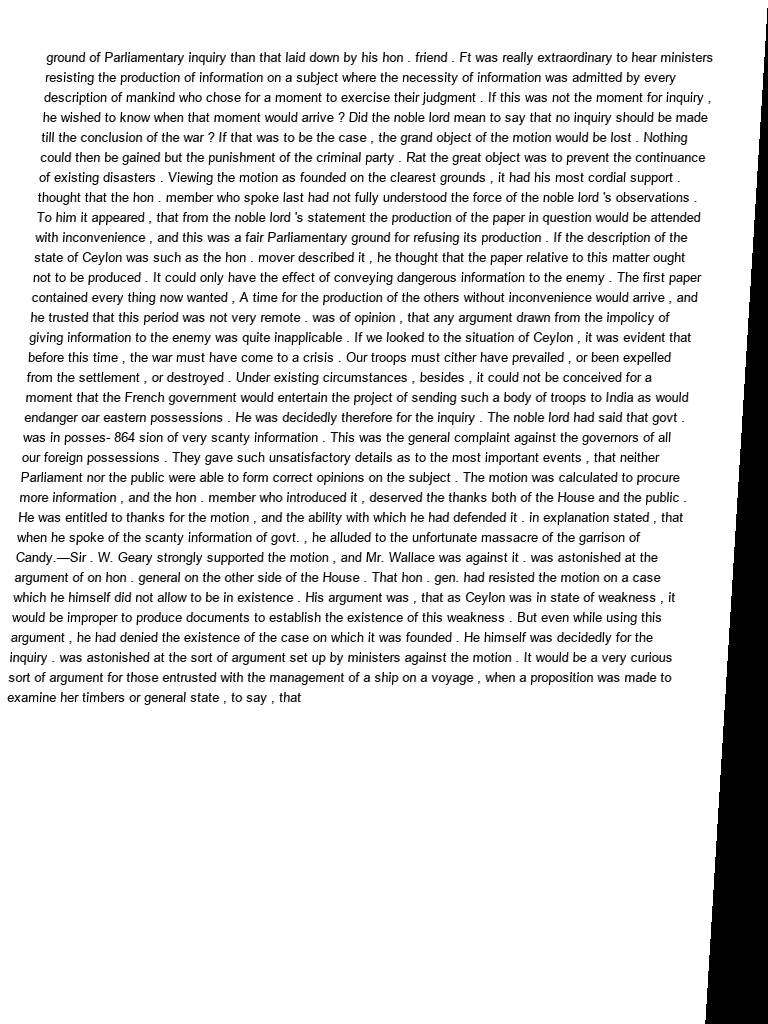 ground of Parliamentary inquiry than that laid down by his hon . friend . Ft was really extraordinary to hear ministers
resisting the production of information on a subject where the necessity of information was admitted by every
description of mankind who chose for a moment to exercise their judgment . If this was not the moment for inquiry ,
he wished to know when that moment would arrive ? Did the noble lord mean to say that no inquiry should be made
till the conclusion of the war ? If that was to be the case , the grand object of the motion would be lost . Nothing
could then be gained but the punishment of the criminal party . Rat the great object was to prevent the continuance
of existing disasters . Viewing the motion as founded on the clearest grounds , it had his most cordial support .
thought that the hon . member who spoke last had not fully understood the force of the noble lord 's observations .
To him it appeared , that from the noble lord 's statement the production of the paper in question would be attended
with inconvenience , and this was a fair Parliamentary ground for refusing its production . If the description of the
state of Ceylon was such as the hon . mover described it , he thought that the paper relative to this matter ought
not to be produced . It could only have the effect of conveying dangerous information to the enemy . The first paper
contained every thing now wanted , A time for the production of the others without inconvenience would arrive , and
he trusted that this period was not very remote . was of opinion , that any argument drawn from the impolicy of
giving information to the enemy was quite inapplicable . If we looked to the situation of Ceylon , it was evident that
before this time , the war must have come to a crisis . Our troops must cither have prevailed , or been expelled
from the settlement , or destroyed . Under existing circumstances , besides , it could not be conceived for a
moment that the French government would entertain the project of sending such a body of troops to India as would
endanger oar eastern possessions . He was decidedly therefore for the inquiry . The noble lord had said that govt .
was in posses- 864 sion of very scanty information . This was the general complaint against the governors of all
our foreign possessions . They gave such unsatisfactory details as to the most important events , that neither
Parliament nor the public were able to form correct opinions on the subject . The motion was calculated to procure
more information , and the hon . member who introduced it , deserved the thanks both of the House and the public .
He was entitled to thanks for the motion , and the ability with which he had defended it . in explanation stated , that
when he spoke of the scanty information of govt. , he alluded to the unfortunate massacre of the garrison of
Candy.—Sir . W. Geary strongly supported the motion , and Mr. Wallace was against it . was astonished at the
argument of on hon . general on the other side of the House . That hon . gen. had resisted the motion on a case
which he himself did not allow to be in existence . His argument was , that as Ceylon was in state of weakness , it
would be improper to produce documents to establish the existence of this weakness . But even while using this
argument , he had denied the existence of the case on which it was founded . He himself was decidedly for the
inquiry . was astonished at the sort of argument set up by ministers against the motion . It would be a very curious
sort of argument for those entrusted with the management of a ship on a voyage , when a proposition was made to
examine her timbers or general state , to say , that